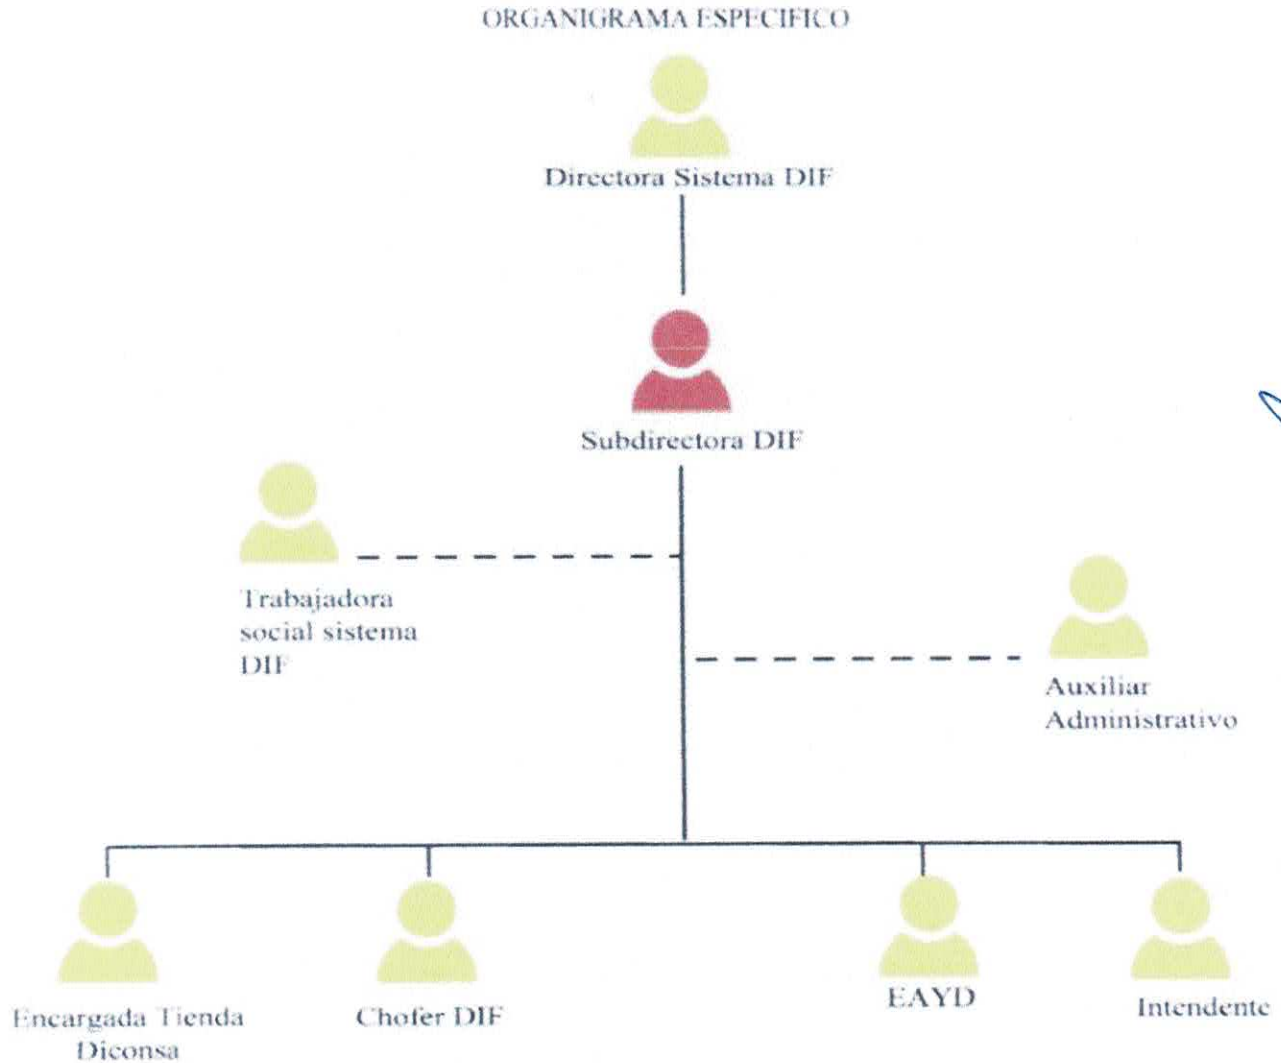 ORGANIGRAMA ESPECIFICO
Directora Sistema DIF
Subdirectora DIF
Trabajadora
social sistema
DIF
Auxiliar
Administrativo
Encargada Tienda
Diconsa
Chofer DIF
EAYD
Intendente